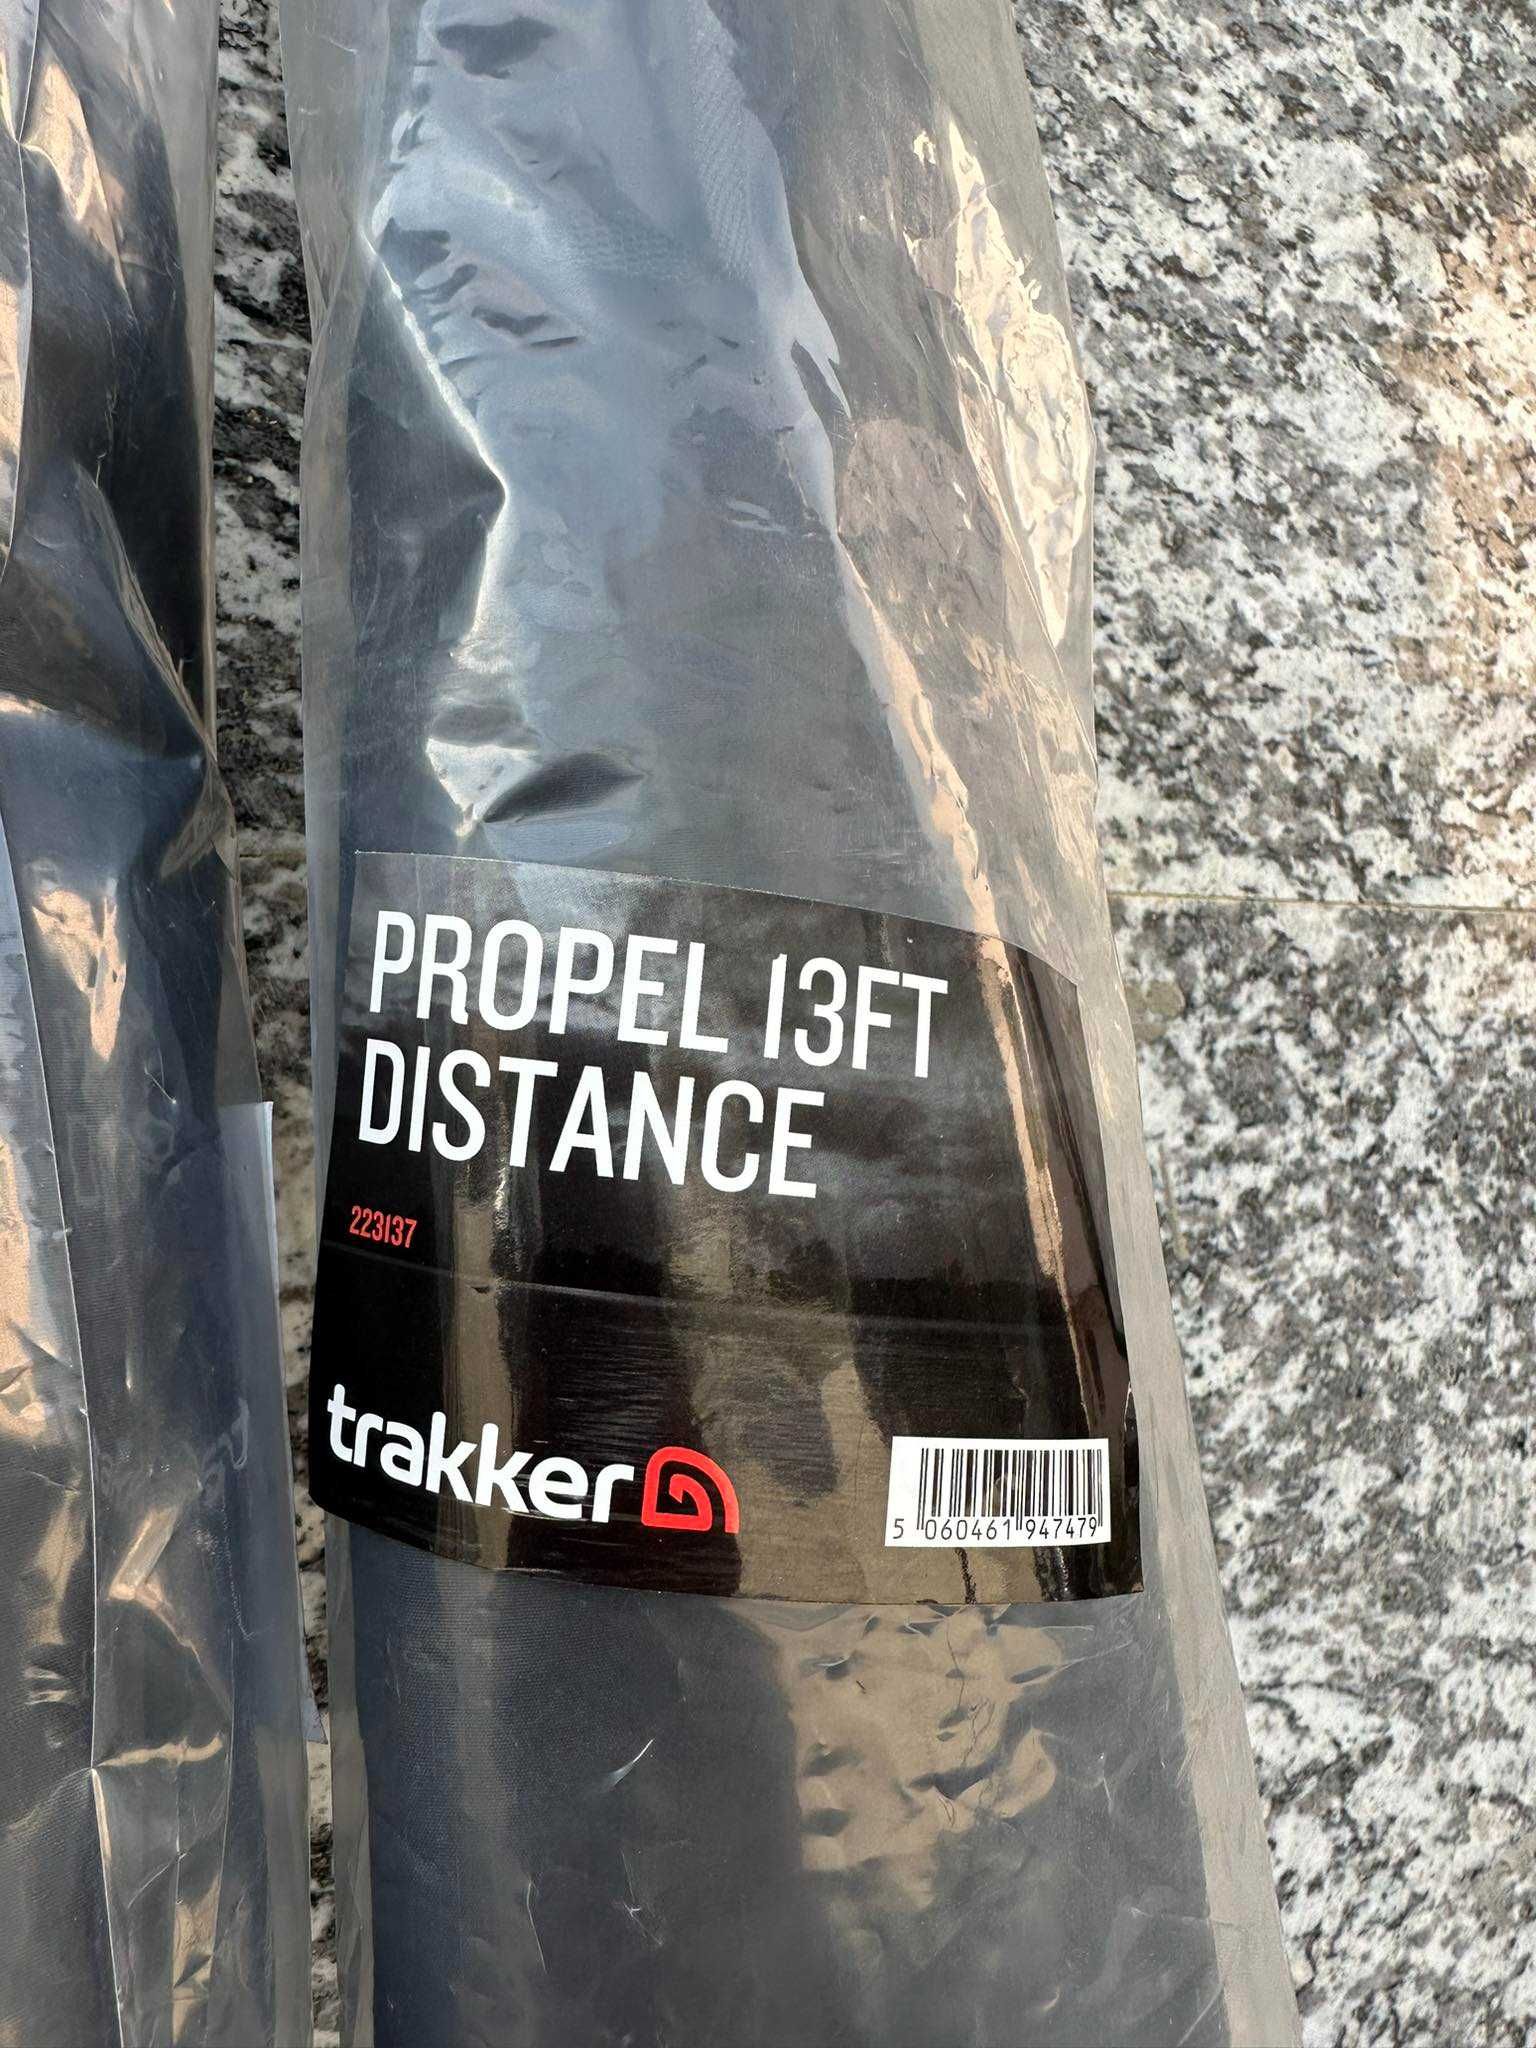 PROPEL 13FT
DISTANCE
223137
trakker
5 060461 947479